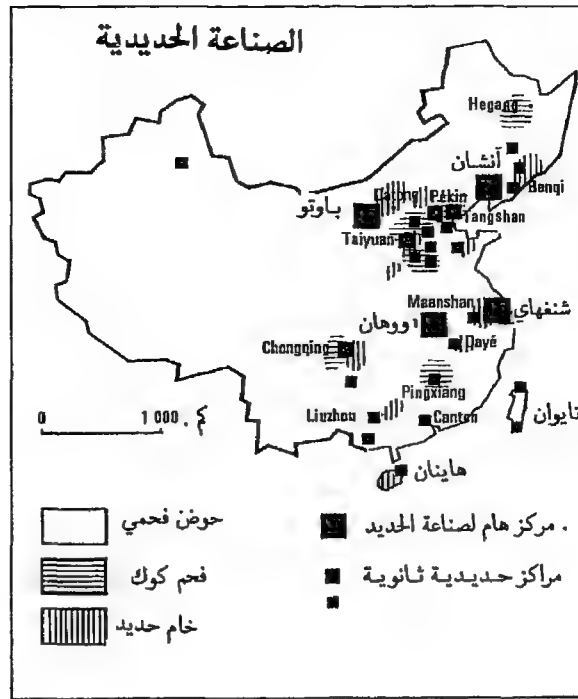 الصناعة الحديدية
Hegang
آنشان
Benqi
Datong
Pékin
باوتو
Tangshan
Taiyuan
Maanshan
شنفهاي
ووهان
Chongqing
Dayé
Pingxiang
تايوان
Liuzhou
Canton
0 1 000 كم.
هاينان
حوض فحمي
مركز هام لصناعة الحديد .
فحم كوك
مراكز حديدية ثانوية
خام حديد